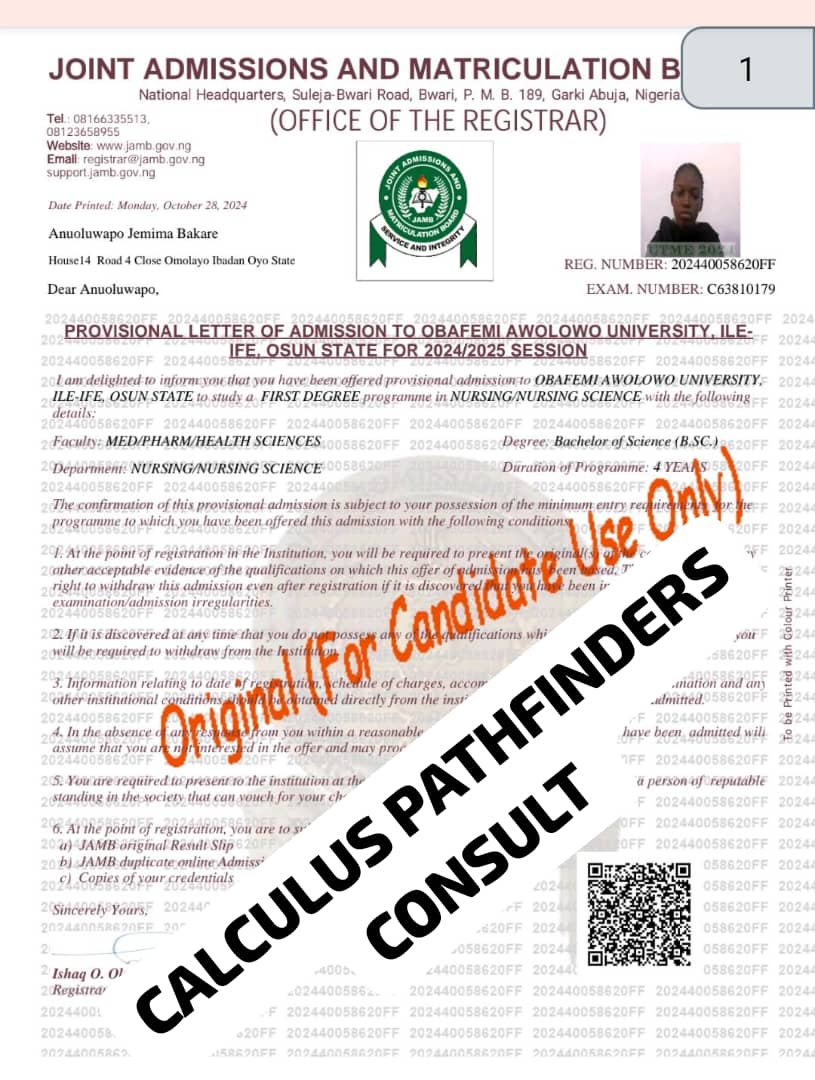 JOINT ADMISSIONS AND MATRICULATION B
1
National Headquarters, Suleja-Bwari Road, Bwari, P. M. B. 189, Garki Abuja, Nigeria.
(OFFICE OF THE REGISTRAR)
Tel.: 08166335513,
08123658955
Website: www.jamb.gov.ng
Email: registrar@jamb.gov.ng
support.jamb.gov.ng
JOINT ADMISSIONS AND
MATRICULATION BOARD
JAMB
SERVICE AND INTEGRITY
UTME 2024
Date Printed: Monday, October 28, 2024
Anuoluwapo Jemima Bakare
House14 Road 4 Close Omolayo Ibadan Oyo State
Dear Anuoluwapo,
REG. NUMBER: 202440058620FF
EXAM. NUMBER: C63810179
PROVISIONAL LETTER OF ADMISSION TO OBAFEMI AWOLOWO UNIVERSITY, ILE-
IFE, OSUN STATE FOR 2024/2025 SESSION
I am delighted to inform you that you have been offered provisional admission to OBAFEMI AWOLOWO UNIVERSITY,
ILE-IFE, OSUN STATE to study a FIRST DEGREE programme in NURSING/NURSING SCIENCE with the following
details:
Faculty: MED/PHARM/HEALTH SCIENCES
Degree: Bachelor of Science (B.SC.)
Department: NURSING/NURSING SCIENCE
Duration of Programme: 4 YEARS
The confirmation of this provisional admission is subject to your possession of the minimum entry requirements for the
programme to which you have been offered this admission with the following conditions
1. At the point of registration in the Institution, you will be required to present the original(s) of the
other acceptable evidence of the qualifications on which this offer of admission has been based. T
right to withdraw this admission even after registration if it is discovered that you have been in
examination/admission irregularities.
2. If it is discovered at any time that you do not possess any of the qualifications whi you
will be required to withdraw from the Institution.
3. Information relating to date of registration, schedule of charges, accom mation and any
other institutional conditions should be obtained directly from the insti admitted.
4. In the absence of any response from you within a reasonable have been admitted will
assume that you are not interested in the offer and may proc
5. You are required to present to the institution at the a person of reputable
standing in the society that can vouch for your ch
6. At the point of registration, you are to su
a) JAMB original Result Slip
b) JAMB duplicate online Admissi
c) Copies of your credentials
Sincerely Yours,
Ishaq O. Ol
Registrar
Original (For Candidate Use Only)
CALCULUS PATHFINDERS
CONSULT
To be Printed with Colour Printer
202440058620FF